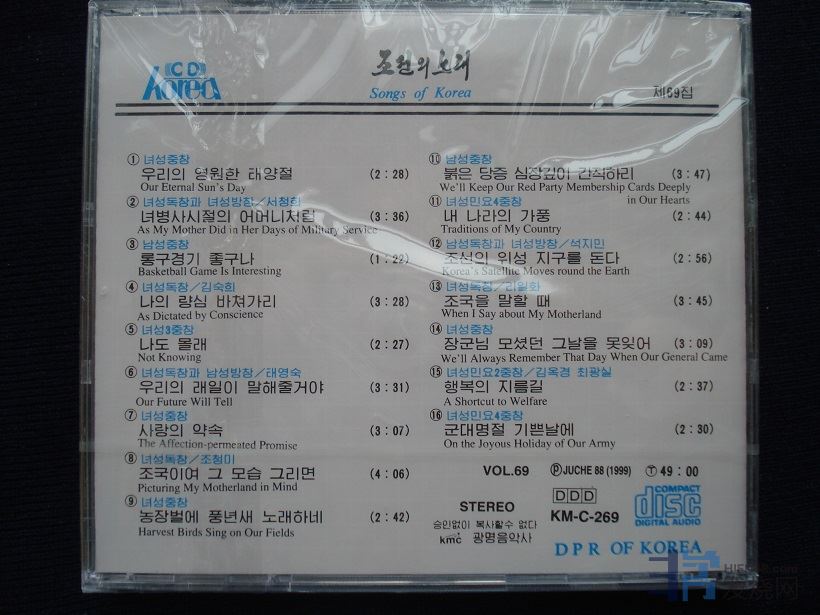 CD
Korea
조선의 노래
Songs of Korea
제69집
① 녀성중창
우리의 영원한 태양절 (2:28)
Our Eternal Sun's Day
② 녀성독창과 녀성방창/서청희
녀병사시절의 어머니처럼 (3:36)
As My Mother Did in Her Days of Military Service
③ 남성중창
롱구경기 좋구나 (1:22)
Basketball Game Is Interesting
④ 녀성독창/김숙희
나의 량심 바쳐가리 (3:28)
As Dictated by Conscience
⑤ 녀성3중창
나도 몰래 (2:27)
Not Knowing
⑥ 녀성독창과 남성방창/태영숙
우리의 래일이 말해줄거야 (3:31)
Our Future Will Tell
⑦ 녀성중창
사랑의 약속 (3:07)
The Affection-permeated Promise
⑧ 녀성독창/조청미
조국이여 그 모습 그리면 (4:06)
Picturing My Motherland in Mind
⑨ 녀성중창
농장벌에 풍년새 노래하네 (2:42)
Harvest Birds Sing on Our Fields
⑩ 남성중창
붉은 당증 심장깊이 간직하리 (3:47)
We'll Keep Our Red Party Membership Cards Deeply
in Our Hearts
⑪ 녀성민요4중창
내 나라의 가풍 (2:44)
Traditions of My Country
⑫ 남성독창과 녀성방창/석지민
조선의 위성 지구를 돈다 (2:56)
Korea's Satellite Moves round the Earth
⑬ 녀성독창/리일화
조국을 말할 때 (3:45)
When I Say about My Motherland
⑭ 녀성중창
장군님 모셨던 그날을 못잊어 (3:09)
We'll Always Remember That Day When Our General Came
⑮ 녀성민요2중창/김옥경 최광실
행복의 지름길 (2:37)
A Shortcut to Welfare
⑯ 녀성민요4중창
군대명절 기쁜날에 (2:30)
On the Joyous Holiday of Our Army
VOL.69 Ⓟ JUCHE 88 (1999) Ⓣ 49:00
STEREO
DDD
KM-C-269
COMPACT
disc
DIGITAL AUDIO
승인없이 복사할수 없다
kmc 광명음악사
D P R OF KOREA
发烧网